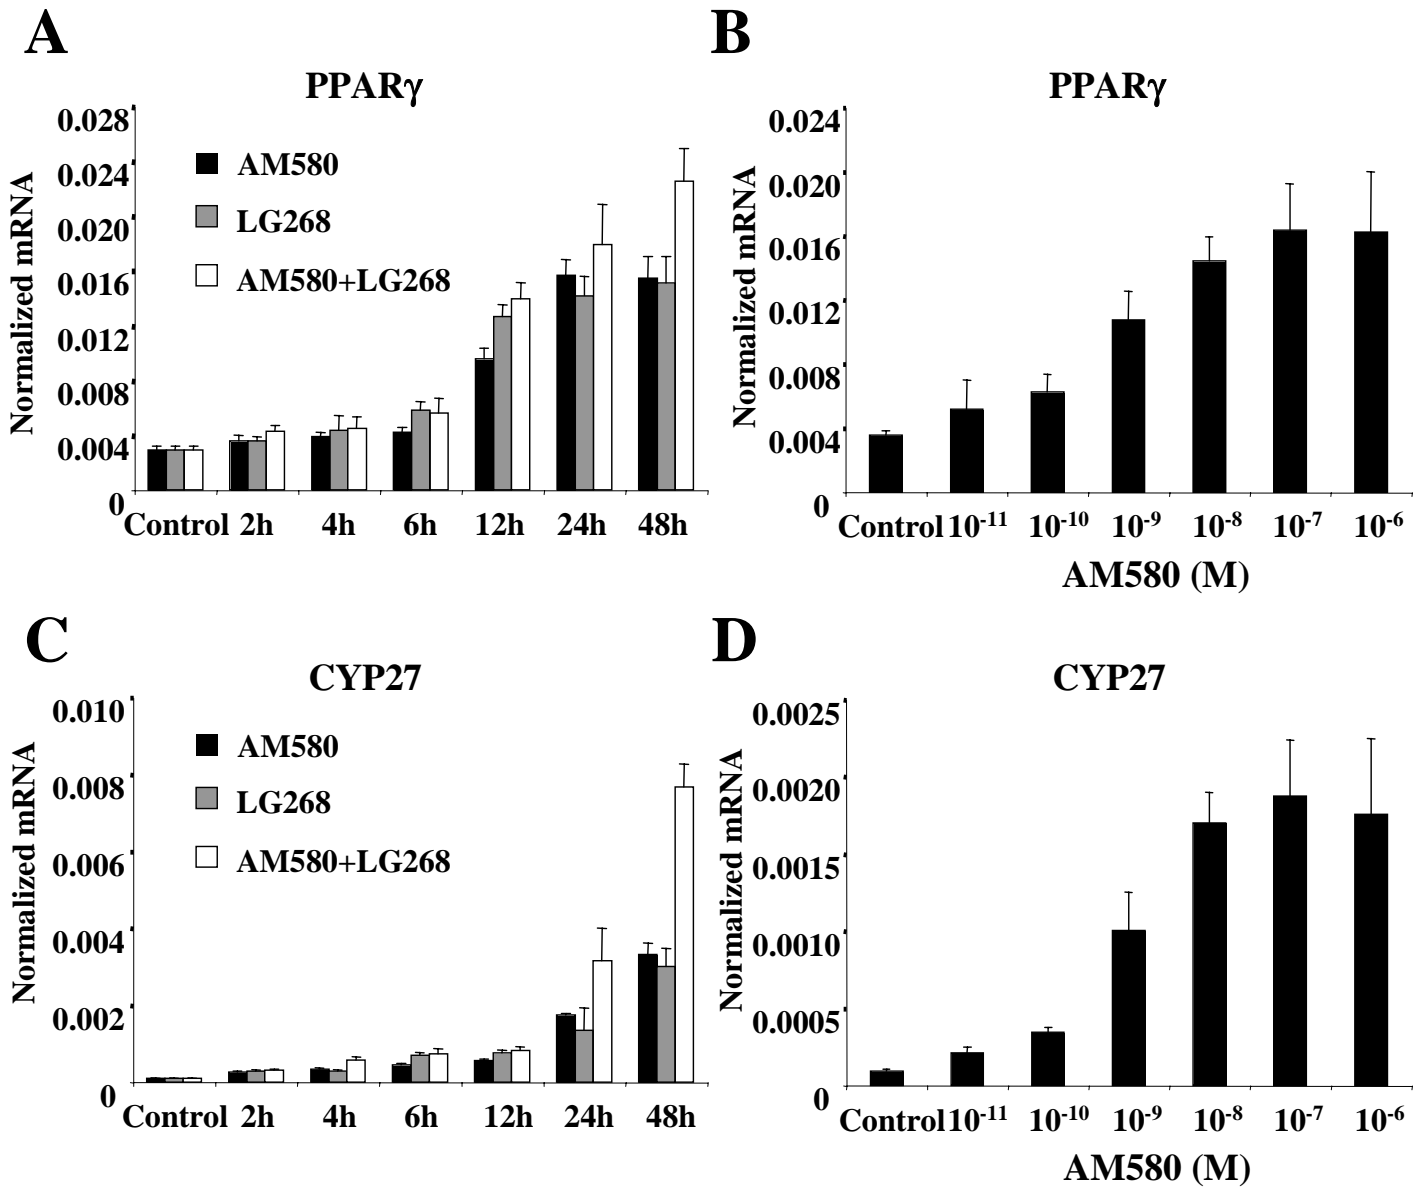 A
PPARγ
Normalized mRNA
0.028
0.024
0.020
0.016
0.012
0.008
0.004
0
AM580
LG268
AM580+LG268
Control 2h 4h 6h 12h 24h 48h
B
PPARγ
Normalized mRNA
0.024
0.020
0.016
0.012
0.008
0.004
0
Control 10⁻¹¹ 10⁻¹⁰ 10⁻⁹ 10⁻⁸ 10⁻⁷ 10⁻⁶
AM580 (M)
C
CYP27
Normalized mRNA
0.010
0.008
0.006
0.004
0.002
0
AM580
LG268
AM580+LG268
Control 2h 4h 6h 12h 24h 48h
D
CYP27
Normalized mRNA
0.0025
0.0020
0.0015
0.0010
0.0005
0
Control 10⁻¹¹ 10⁻¹⁰ 10⁻⁹ 10⁻⁸ 10⁻⁷ 10⁻⁶
AM580 (M)